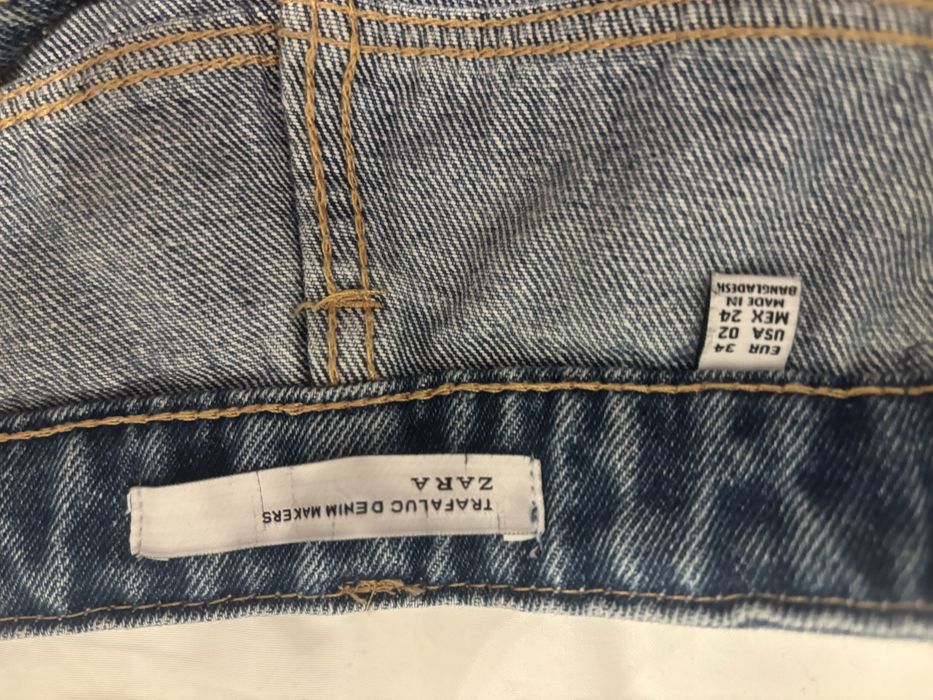 TRAFALUC DENIM MAKERS
ZARA
EUR 34
USA 02
MEX 24
MADE IN
BANGLADESH